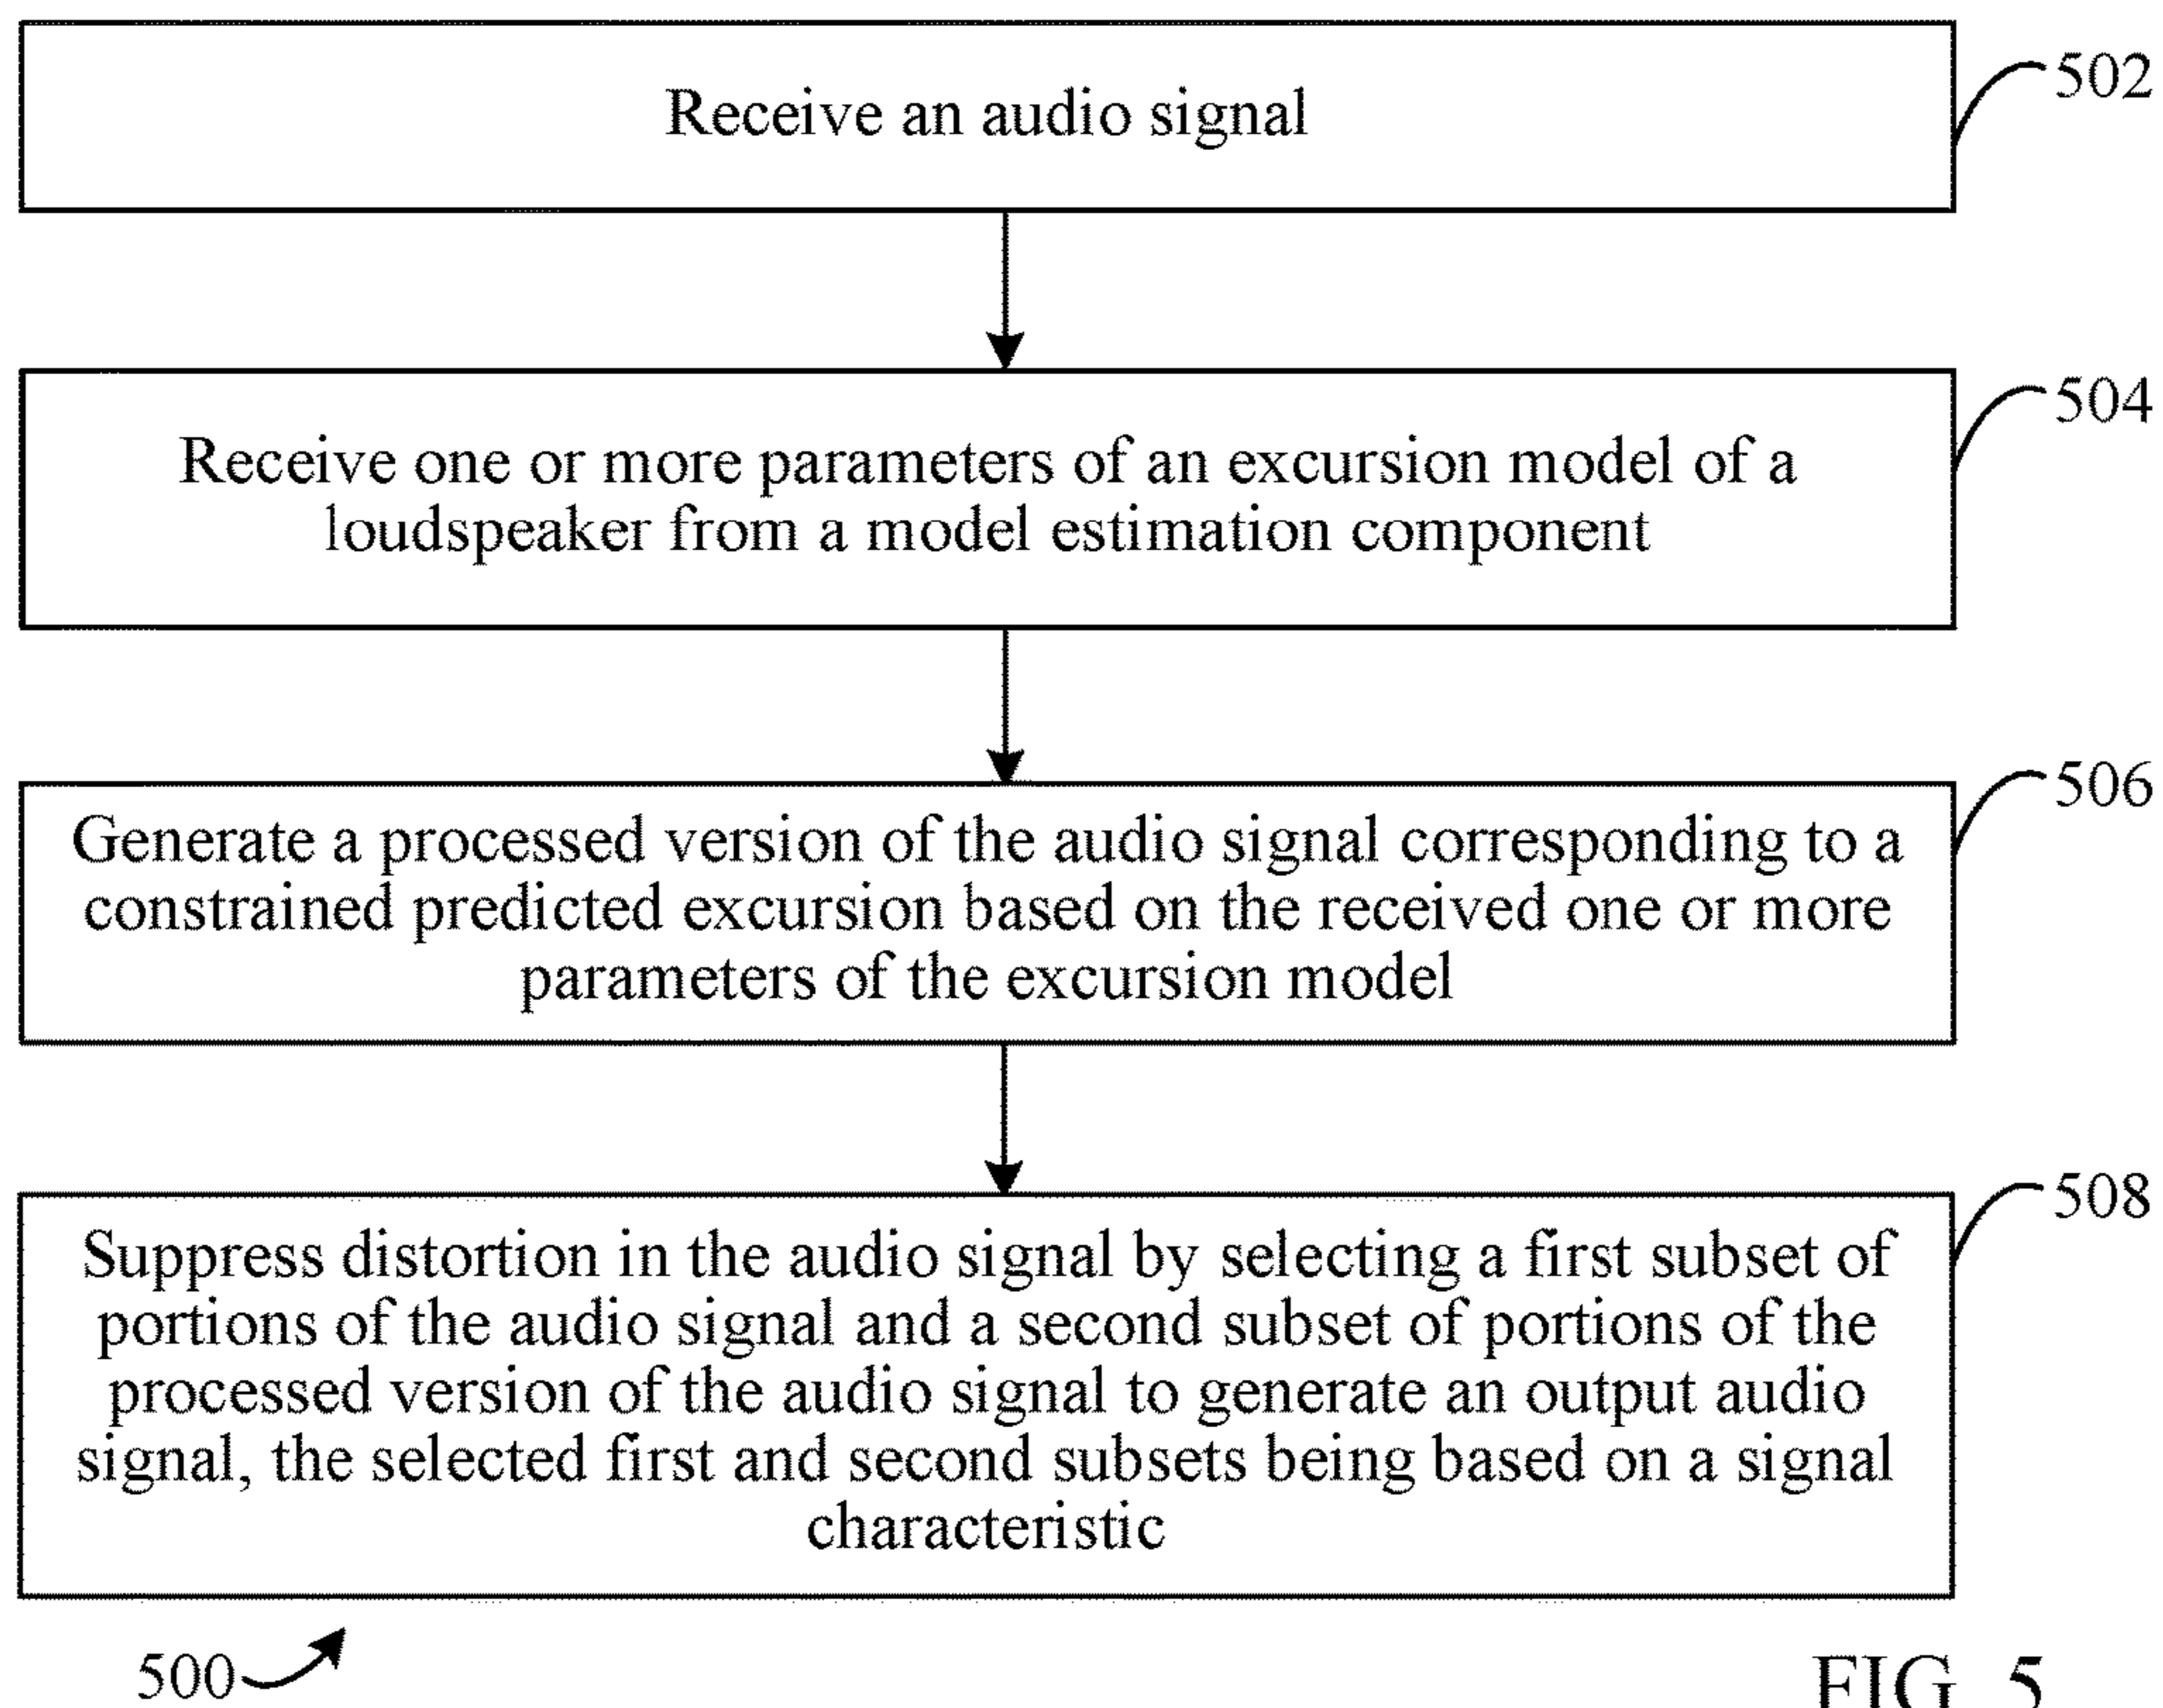 Receive an audio signal
502
Receive one or more parameters of an excursion model of a
loudspeaker from a model estimation component
504
Generate a processed version of the audio signal corresponding to a
constrained predicted excursion based on the received one or more
parameters of the excursion model
506
Suppress distortion in the audio signal by selecting a first subset of
portions of the audio signal and a second subset of portions of the
processed version of the audio signal to generate an output audio
signal, the selected first and second subsets being based on a signal
characteristic
508
500
FIG. 5